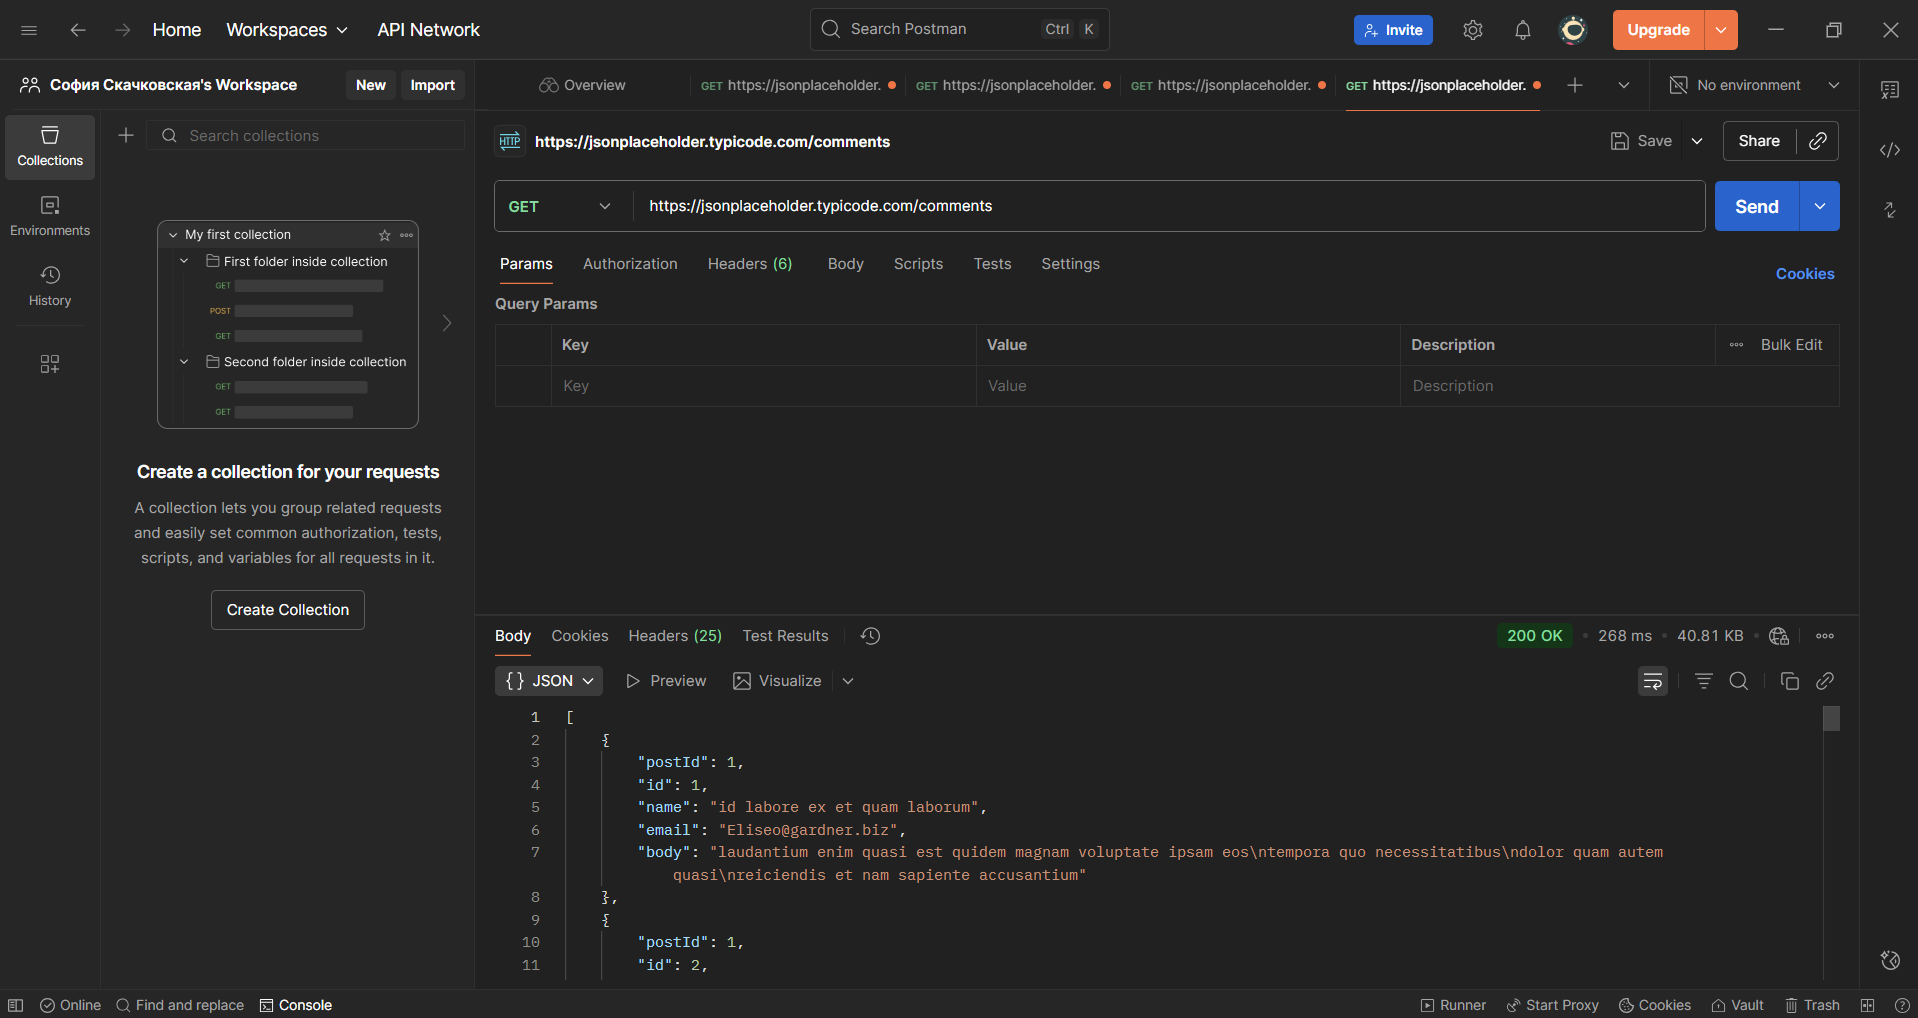 Home Workspaces API Network Search Postman Ctrl K Invite Upgrade
София Скачковская's Workspace New Import
Overview GET https://jsonplaceholder. GET https://jsonplaceholder. GET https://jsonplaceholder. GET https://jsonplaceholder. No environment
Collections
Environments
History
Search collections
My first collection
First folder inside collection
GET
POST
GET
Second folder inside collection
GET
GET
Create a collection for your requests
A collection lets you group related requests
and easily set common authorization, tests,
scripts, and variables for all requests in it.
Create Collection
HTTP https://jsonplaceholder.typicode.com/comments Save Share
GET https://jsonplaceholder.typicode.com/comments Send
Params Authorization Headers (6) Body Scripts Tests Settings Cookies
Query Params
Key Value Description Bulk Edit
Key Value Description
Body Cookies Headers (25) Test Results 200 OK 268 ms 40.81 KB
{} JSON Preview Visualize
1 [
2 {
3 "postId": 1,
4 "id": 1,
5 "name": "id labore ex et quam laborum",
6 "email": "Eliseo@gardner.biz",
7 "body": "laudantium enim quasi est quidem magnam voluptate ipsam eos\ntempora quo necessitatibus\ndolor quam autem
quasi\nreiciendis et nam sapiente accusantium"
8 },
9 {
10 "postId": 1,
11 "id": 2,
Online Find and replace Console Runner Start Proxy Cookies Vault Trash